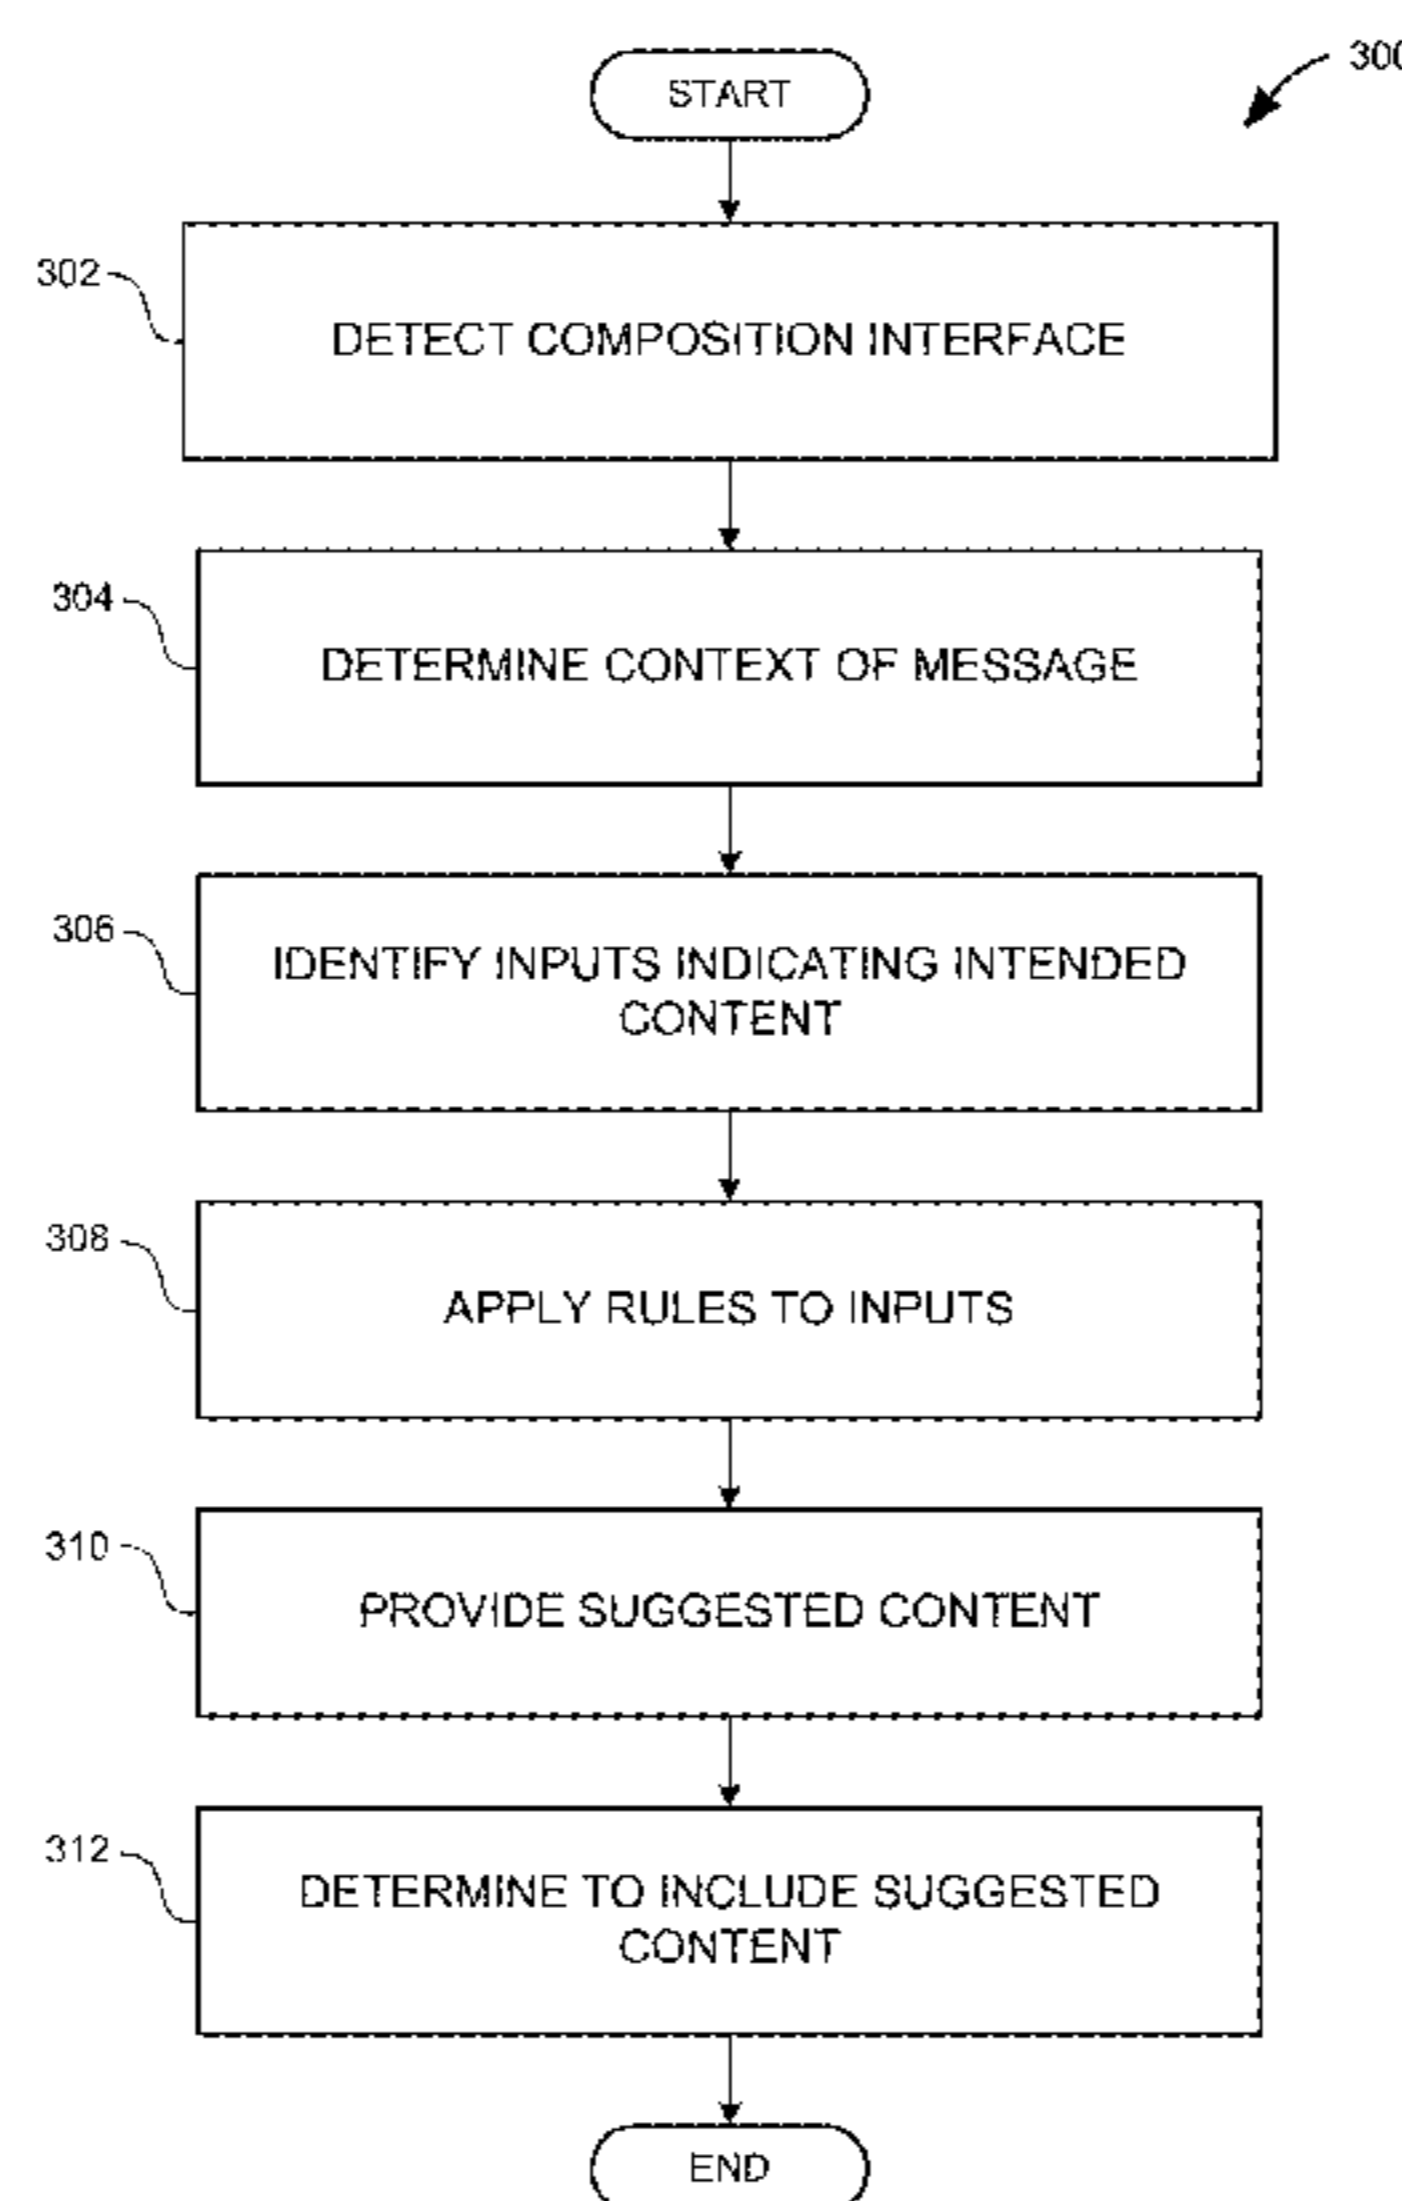 START
300
302
DETECT COMPOSITION INTERFACE
304
DETERMINE CONTEXT OF MESSAGE
306
IDENTIFY INPUTS INDICATING INTENDED
CONTENT
308
APPLY RULES TO INPUTS
310
PROVIDE SUGGESTED CONTENT
312
DETERMINE TO INCLUDE SUGGESTED
CONTENT
END